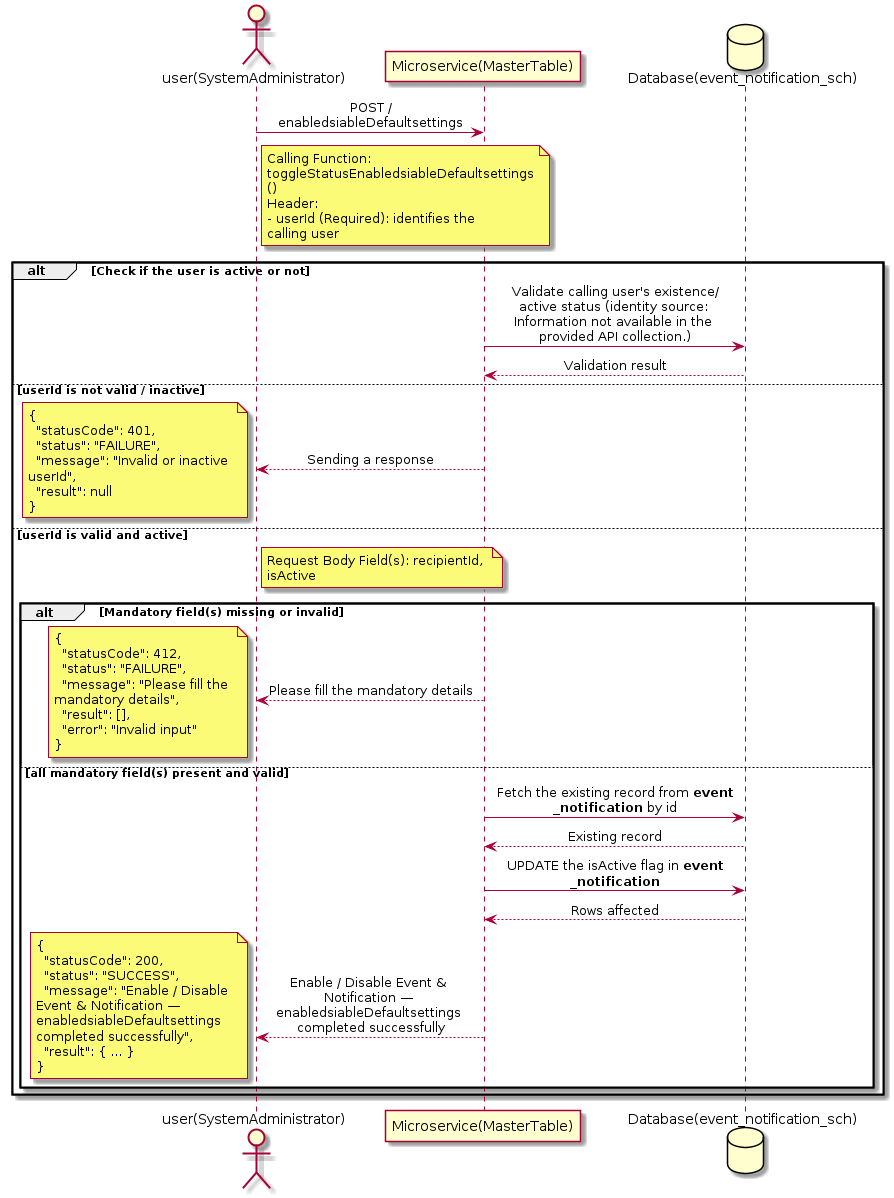 user(SystemAdministrator)
Microservice(MasterTable)
Database(event_notification_sch)
POST /
enabledsiableDefaultsettings
Calling Function:
toggleStatusEnabledsiableDefaultsettings
()
Header:
- userId (Required): identifies the
calling user
alt
[Check if the user is active or not]
Validate calling user's existence/
active status (identity source:
Information not available in the
provided API collection.)
Validation result
[userId is not valid / inactive]
{
"statusCode": 401,
"status": "FAILURE",
"message": "Invalid or inactive
userId",
"result": null
}
Sending a response
[userId is valid and active]
Request Body Field(s): recipientId,
isActive
alt
[Mandatory field(s) missing or invalid]
{
"statusCode": 412,
"status": "FAILURE",
"message": "Please fill the
mandatory details",
"result": [],
"error": "Invalid input"
}
Please fill the mandatory details
[all mandatory field(s) present and valid]
Fetch the existing record from event
_notification by id
Existing record
UPDATE the isActive flag in event
_notification
Rows affected
{
"statusCode": 200,
"status": "SUCCESS",
"message": "Enable / Disable
Event & Notification —
enabledsiableDefaultsettings
completed successfully",
"result": { ... }
}
Enable / Disable Event &
Notification —
enabledsiableDefaultsettings
completed successfully
user(SystemAdministrator)
Microservice(MasterTable)
Database(event_notification_sch)